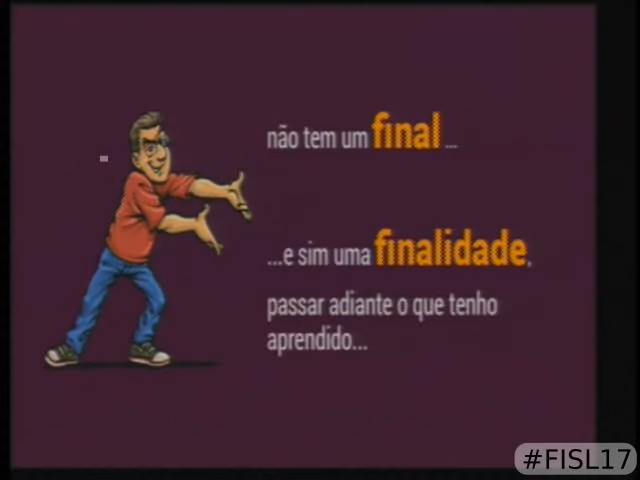 não tem um final ...
...e sim uma finalidade,
passar adiante o que tenho
aprendido...
#FISL17